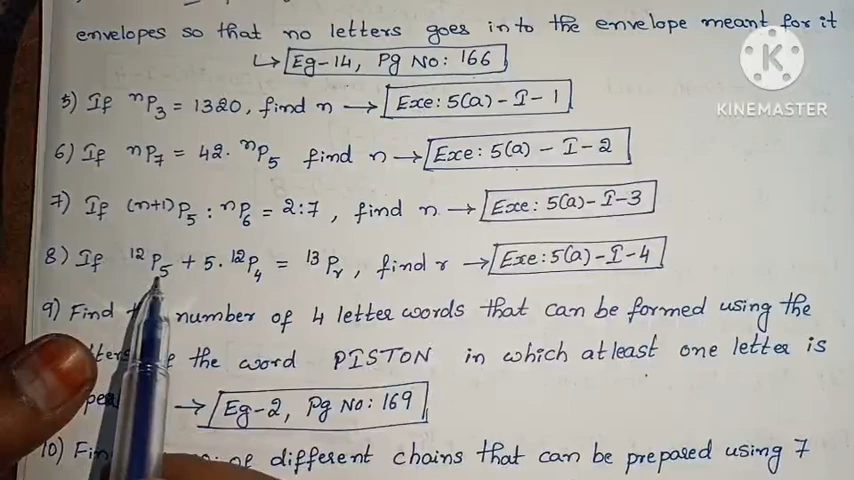 envelopes so that no letters goes in to the envelope meant for it
↳ Eg-14, Pg No: 166
5) If ⁿP₃ = 1320, find n → Exe: 5(a) - I - 1
6) If ⁿP₇ = 42. ⁿP₅ find n → Exe: 5(a) - I - 2
7) If ⁽ⁿ⁺¹⁾P₅ : ⁿP₆ = 2:7, find n → Exe: 5(a) - I - 3
8) If ¹²P₅ + 5. ¹²P₄ = ¹³Pᵣ, find r → Exe: 5(a) - I - 4
9) Find number of 4 letter words that can be formed using the
the word PISTON in which atleast one letter is
→ Eg-2, Pg No: 169
10) of different chains that can be prepared using 7
K
KINEMASTER